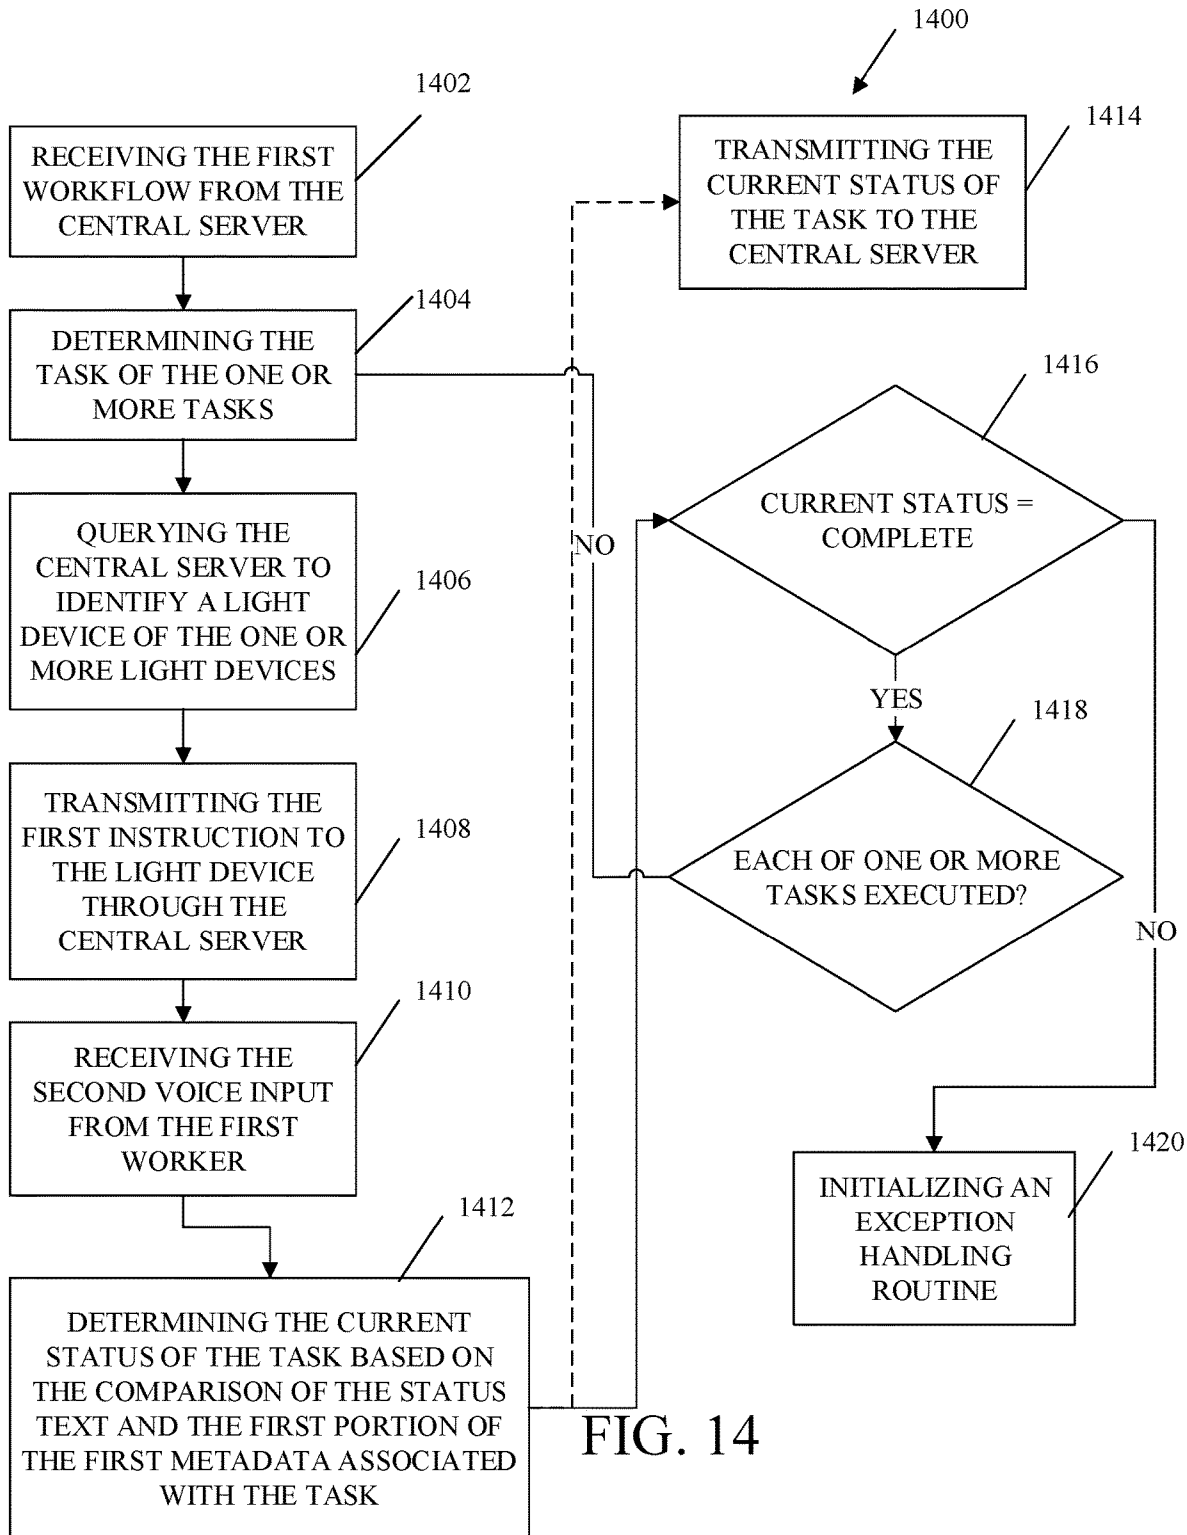 1400
1402
RECEIVING THE FIRST
WORKFLOW FROM THE
CENTRAL SERVER
1404
DETERMINING THE
TASK OF THE ONE OR
MORE TASKS
QUERYING THE
CENTRAL SERVER TO
IDENTIFY A LIGHT
DEVICE OF THE ONE OR
MORE LIGHT DEVICES
1406
TRANSMITTING THE
FIRST INSTRUCTION TO
THE LIGHT DEVICE
THROUGH THE
CENTRAL SERVER
1408
1410
RECEIVING THE
SECOND VOICE INPUT
FROM THE FIRST
WORKER
1412
DETERMINING THE CURRENT
STATUS OF THE TASK BASED ON
THE COMPARISON OF THE STATUS
TEXT AND THE FIRST PORTION OF
THE FIRST METADATA ASSOCIATED
WITH THE TASK
1414
TRANSMITTING THE
CURRENT STATUS OF
THE TASK TO THE
CENTRAL SERVER
1416
CURRENT STATUS =
COMPLETE
NO
YES
1418
EACH OF ONE OR MORE
TASKS EXECUTED?
NO
1420
INITIALIZING AN
EXCEPTION
HANDLING
ROUTINE
FIG. 14